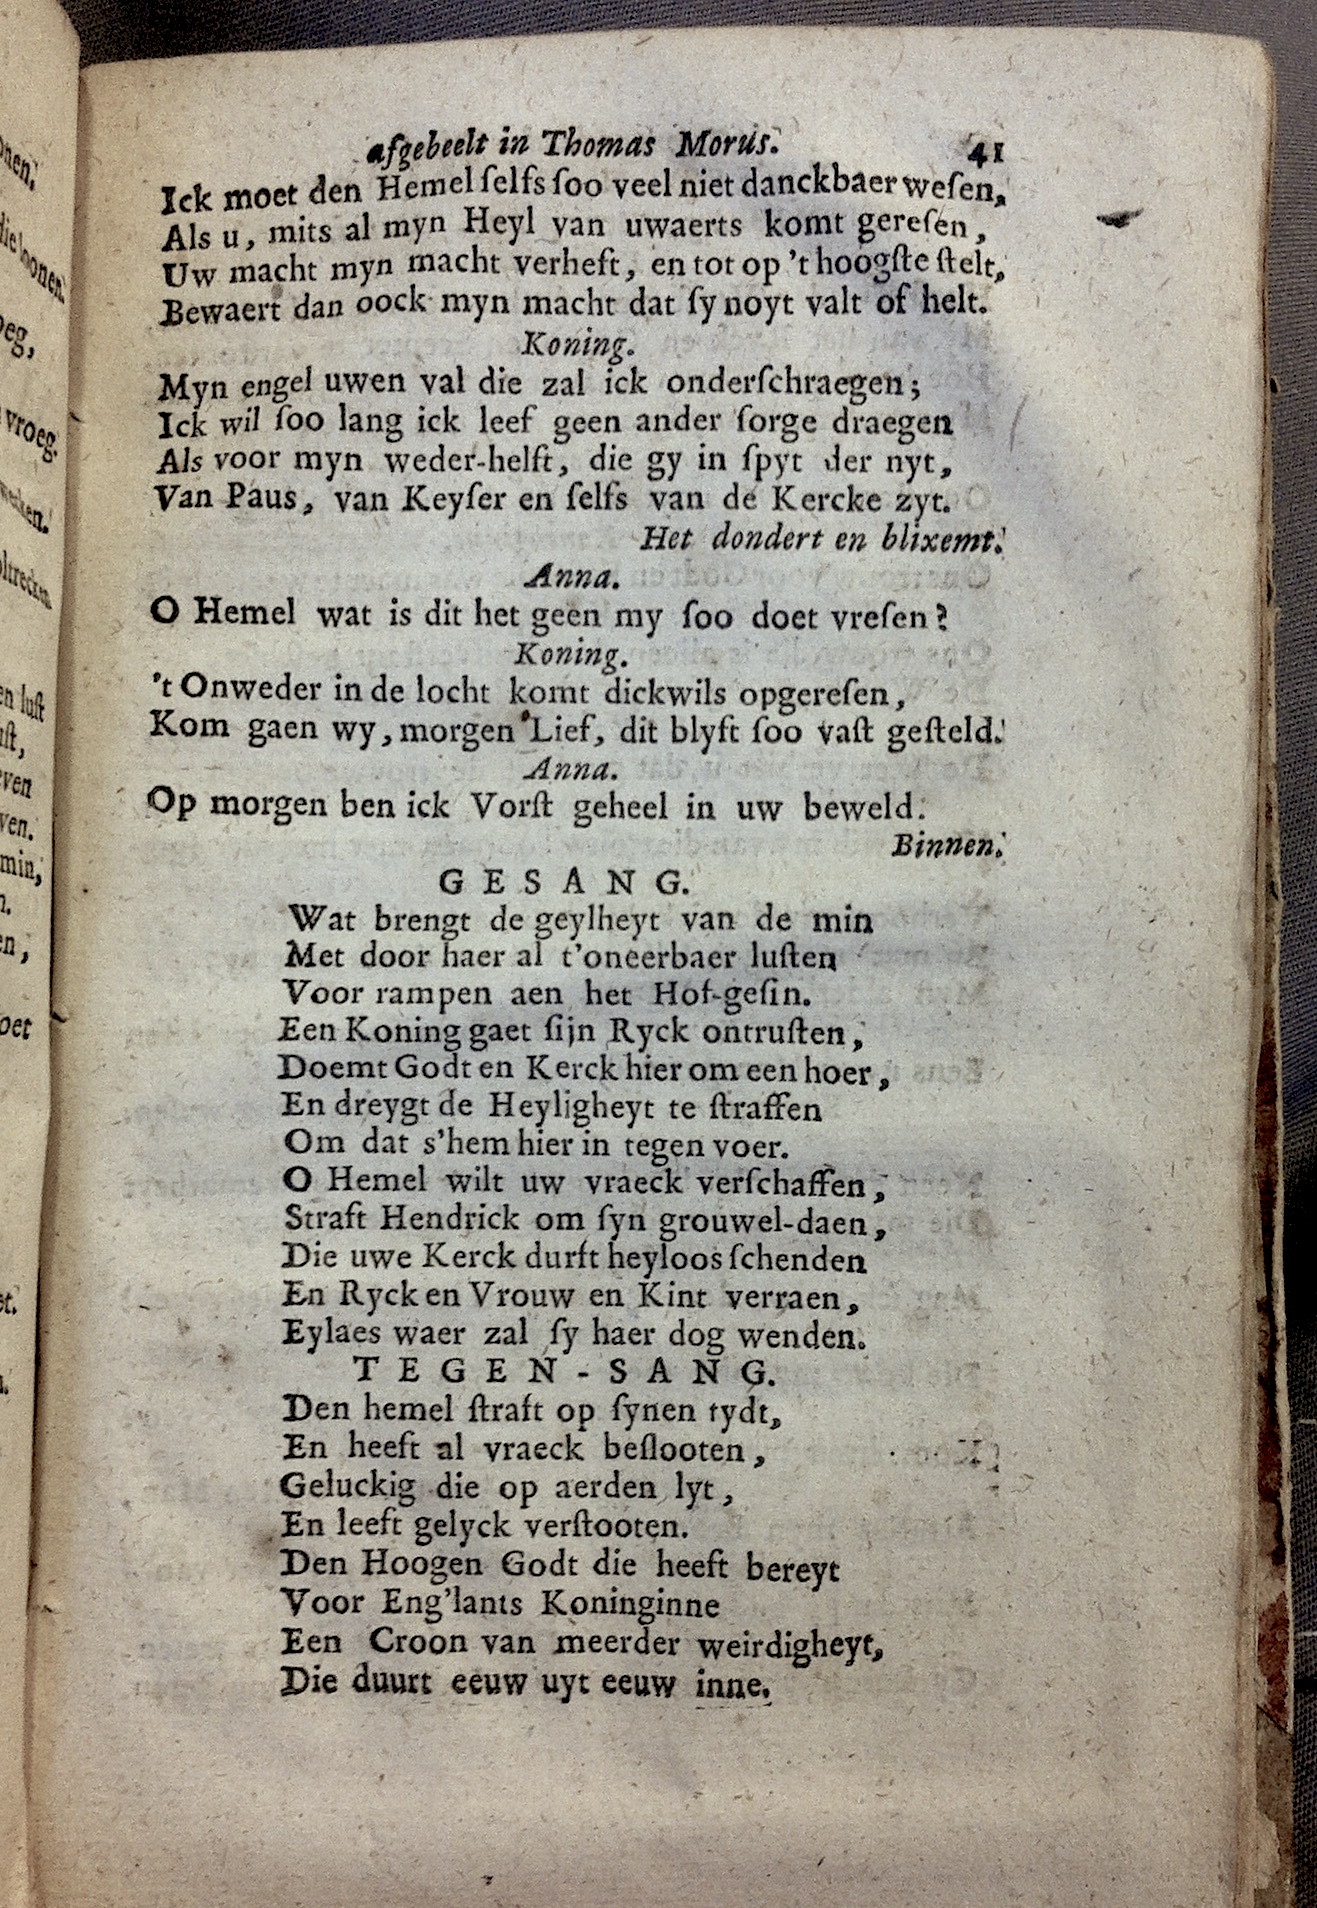 afgebeelt in Thomas Morus. 41
Ick moet den Hemel ſelfs ſoo veel niet danckbaer weſen,
Als u, mits al myn Heyl van uwaerts komt gereſen,
Uw macht myn macht verheft, en tot op 't hoogſte ſtelt,
Bewaert dan oock myn macht dat ſy noyt valt of helt.
Koning.
Myn engel uwen val die zal ick onderſchraegen;
Ick wil ſoo lang ick leef geen ander ſorge draegen
Als voor myn weder-helft, die gy in ſpyt der nyt,
Van Paus, van Keyſer en ſelfs van de Kercke zyt.
Het dondert en blixemt.
Anna.
O Hemel wat is dit het geen my ſoo doet vreſen?
Koning.
't Onweder in de locht komt dickwils opgereſen,
Kom gaen wy, morgen Lief, dit blyft ſoo vaſt geſteld.
Anna.
Op morgen ben ick Vorſt geheel in uw beweld.
Binnen.
GESANG.
Wat brengt de geylheyt van de min
Met door haer al t'oneerbaer luſten
Voor rampen aen het Hof-geſin.
Een Koning gaet ſijn Ryck ontruſten,
Doemt Godt en Kerck hier om een hoer,
En dreygt de Heyligheyt te ſtraffen
Om dat s'hem hier in tegen voer.
O Hemel wilt uw vraeck verſchaffen,
Straft Hendrick om ſyn grouwel-daen,
Die uwe Kerck durft heyloos ſchenden
En Ryck en Vrouw en Kint verraen,
Eylaes waer zal ſy haer dog wenden.
TEGEN-SANG.
Den hemel ſtraft op ſynen tydt,
En heeft al vraeck beſlooten,
Geluckig die op aerden lyt,
En leeft gelyck verſtooten.
Den Hoogen Godt die heeft bereyt
Voor Eng'lants Koninginne
Een Croon van meerder weirdigheyt,
Die duurt eeuw uyt eeuw inne.